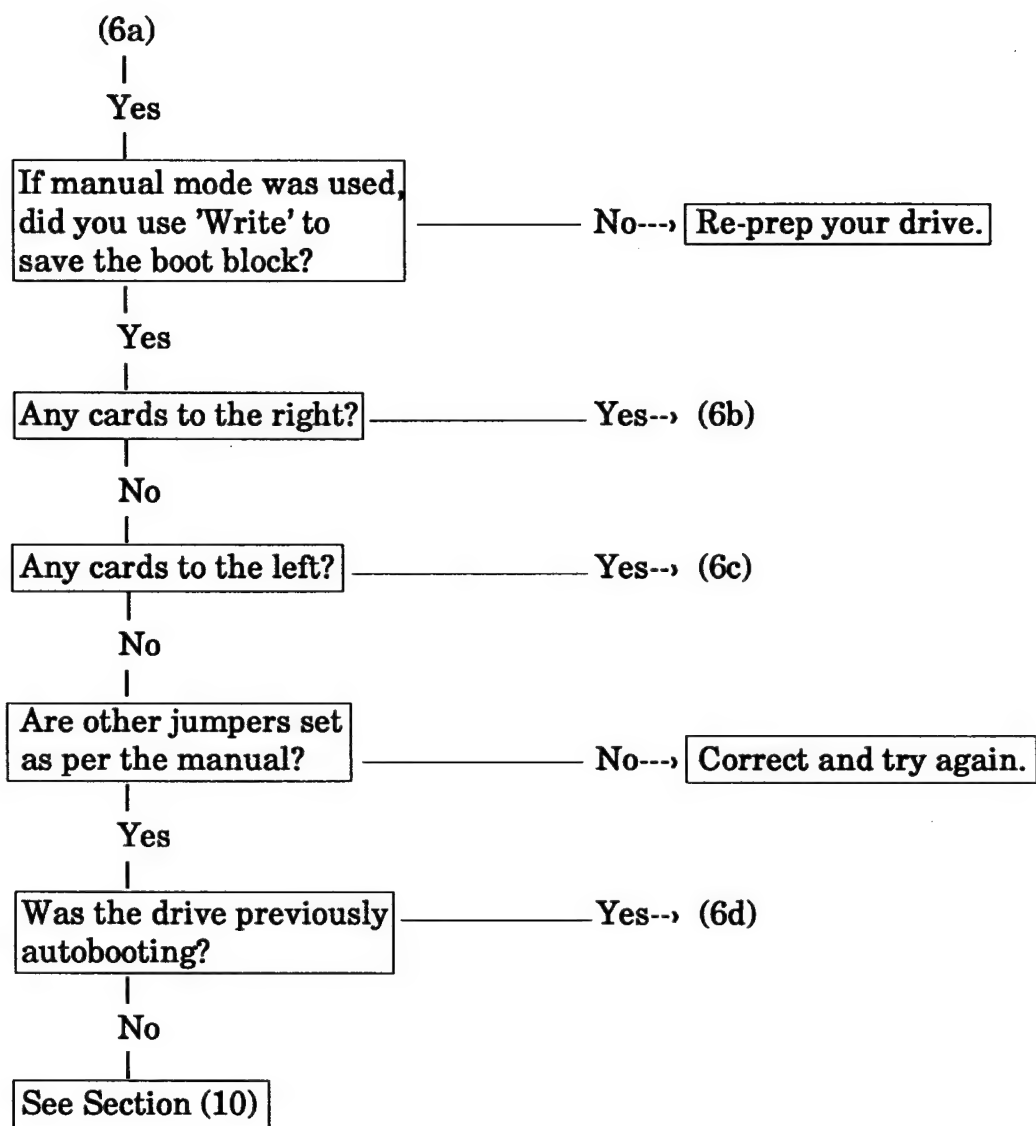 (6a)
Yes
If manual mode was used,
did you use 'Write' to
save the boot block?
No---› Re-prep your drive.
Yes
Any cards to the right?
Yes--› (6b)
No
Any cards to the left?
Yes--› (6c)
No
Are other jumpers set
as per the manual?
No---› Correct and try again.
Yes
Was the drive previously
autobooting?
Yes--› (6d)
No
See Section (10)